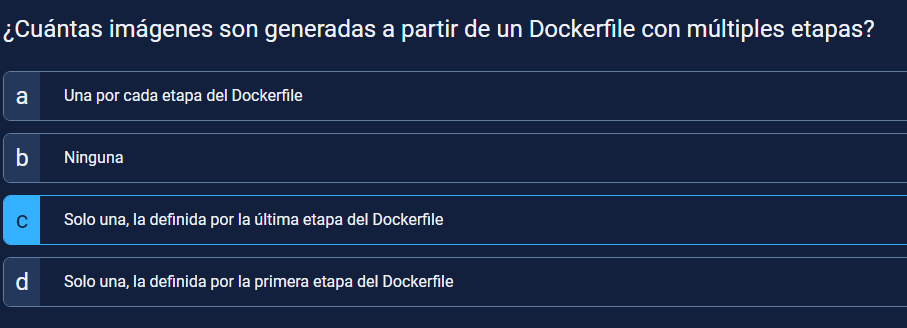 ¿Cuántas imágenes son generadas a partir de un Dockerfile con múltiples etapas?
a Una por cada etapa del Dockerfile
b Ninguna
c Solo una, la definida por la última etapa del Dockerfile
d Solo una, la definida por la primera etapa del Dockerfile